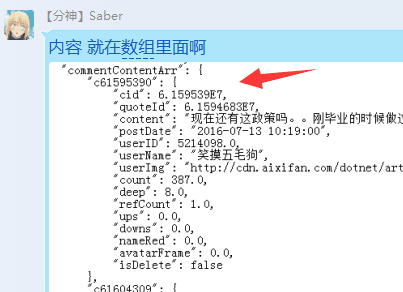 【分神】Saber
内容 就在数组里面啊
"commentContentArr": {
"c61595390": {
"cid": 6.159539E7,
"quoteId": 6.1594683E7,
"content": "现在还有这政策吗。。刚毕业的时候做过
"postDate": "2016-07-13 10:19:00",
"userID": 5214098.0,
"userName": "笑摸五毛狗",
"userImg": "http://cdn.aixifan.com/dotnet/art
"count": 387.0,
"deep": 8.0,
"refCount": 1.0,
"ups": 0.0,
"downs": 0.0,
"nameRed": 0.0,
"avatarFrame": 0.0,
"isDelete": false
},
"c61604309": {